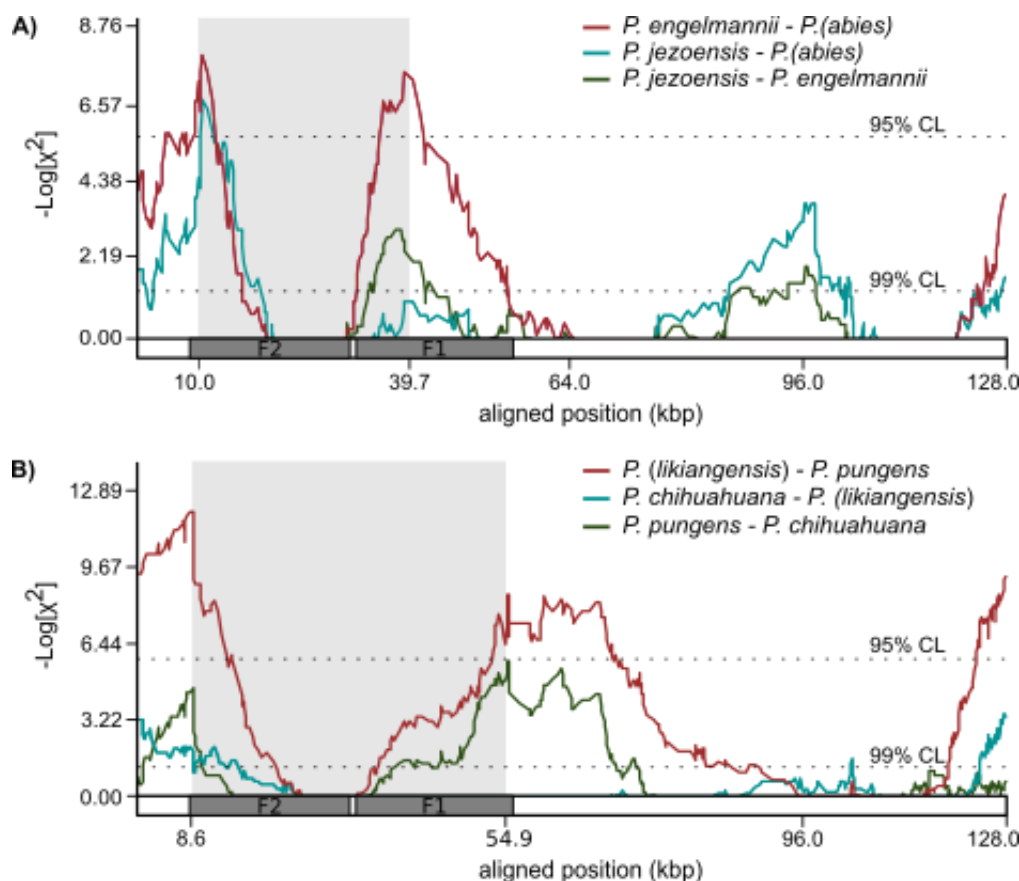 A)
8.76
6.57
4.38
2.19
0.00
-Log[χ²]
P. engelmannii - P.(abies)
P. jezoensis - P.(abies)
P. jezoensis - P. engelmannii
95% CL
99% CL
F2 F1
10.0 39.7 64.0 96.0 128.0
aligned position (kbp)
B)
12.89
9.67
6.44
3.22
0.00
-Log[χ²]
P. (likiangensis) - P. pungens
P. chihuahuana - P. (likiangensis)
P. pungens - P. chihuahuana
95% CL
99% CL
F2 F1
8.6 54.9 96.0 128.0
aligned position (kbp)